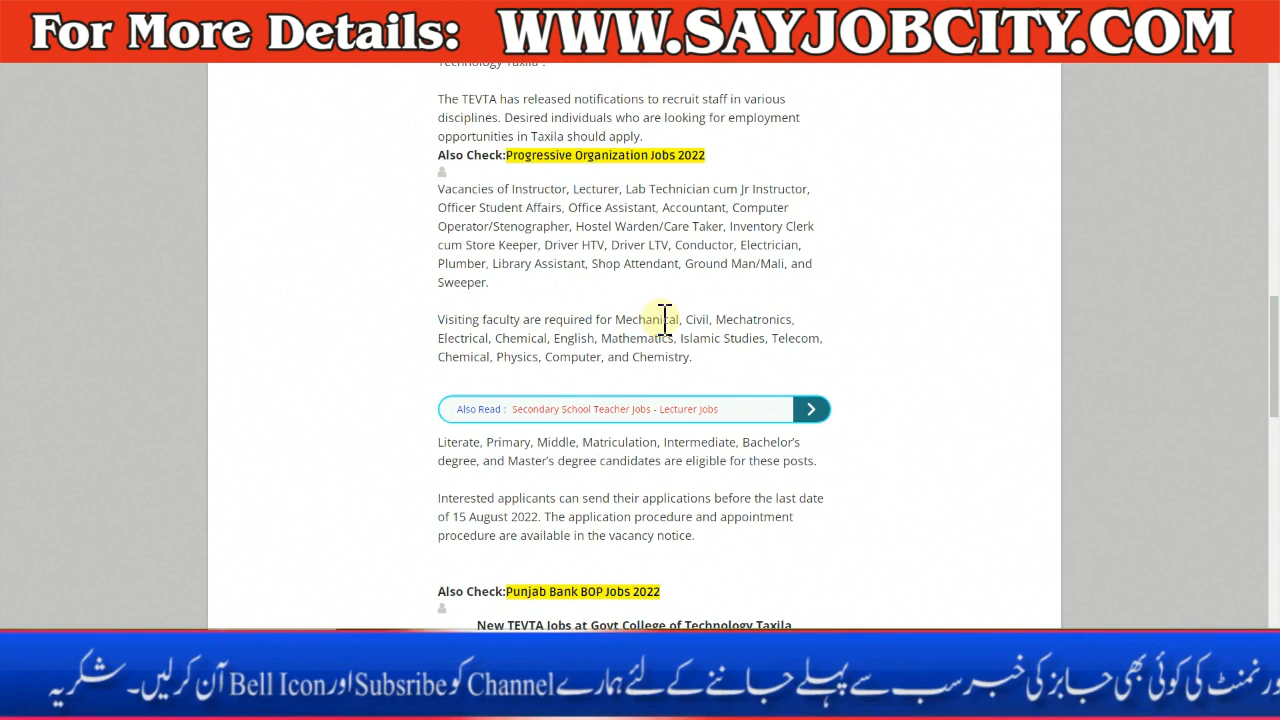 For More Details: WWW.SAYJOBCITY.COM
Technology Taxila .
The TEVTA has released notifications to recruit staff in various
disciplines. Desired individuals who are looking for employment
opportunities in Taxila should apply.
Also Check:Progressive Organization Jobs 2022
Vacancies of Instructor, Lecturer, Lab Technician cum Jr Instructor,
Officer Student Affairs, Office Assistant, Accountant, Computer
Operator/Stenographer, Hostel Warden/Care Taker, Inventory Clerk
cum Store Keeper, Driver HTV, Driver LTV, Conductor, Electrician,
Plumber, Library Assistant, Shop Attendant, Ground Man/Mali, and
Sweeper.
Visiting faculty are required for Mechanical, Civil, Mechatronics,
Electrical, Chemical, English, Mathematics, Islamic Studies, Telecom,
Chemical, Physics, Computer, and Chemistry.
Also Read : Secondary School Teacher Jobs - Lecturer Jobs
Literate, Primary, Middle, Matriculation, Intermediate, Bachelor's
degree, and Master's degree candidates are eligible for these posts.
Interested applicants can send their applications before the last date
of 15 August 2022. The application procedure and appointment
procedure are available in the vacancy notice.
Also Check:Punjab Bank BOP Jobs 2022
New TEVTA Jobs at Govt College of Technology Taxila
ورنمنٹ کی کوئی بھی جابز کی خبر سب سے پہلے جاننے کے لئے ہمارے Channel کو Subsribe اور Bell Icon آن کرلیں۔ شکریہ